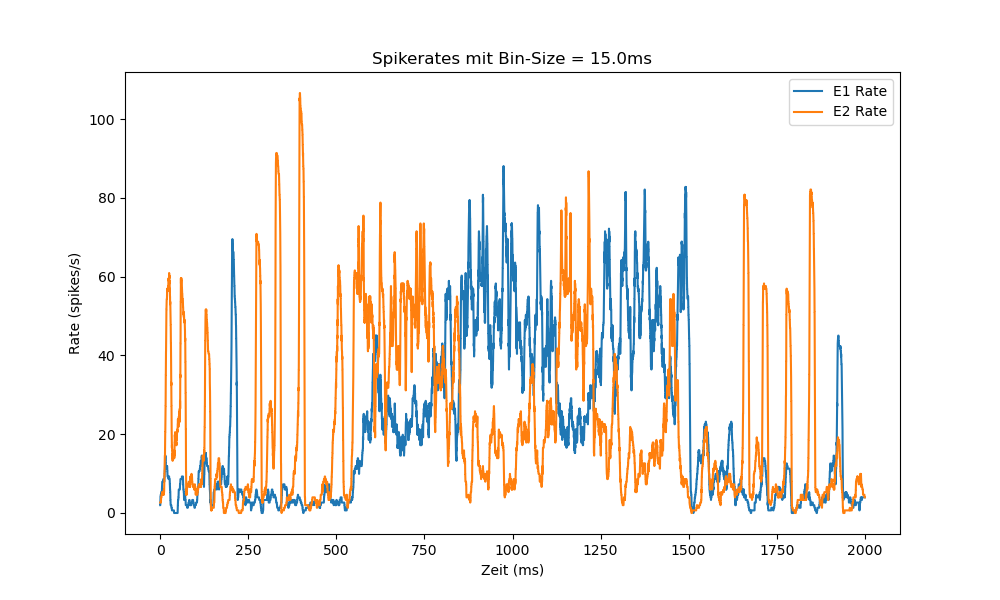 Spikerates mit Bin-Size = 15.0ms
E1 Rate
E2 Rate
100
80
60
40
20
0
Rate (spikes/s)
0 250 500 750 1000 1250 1500 1750 2000
Zeit (ms)